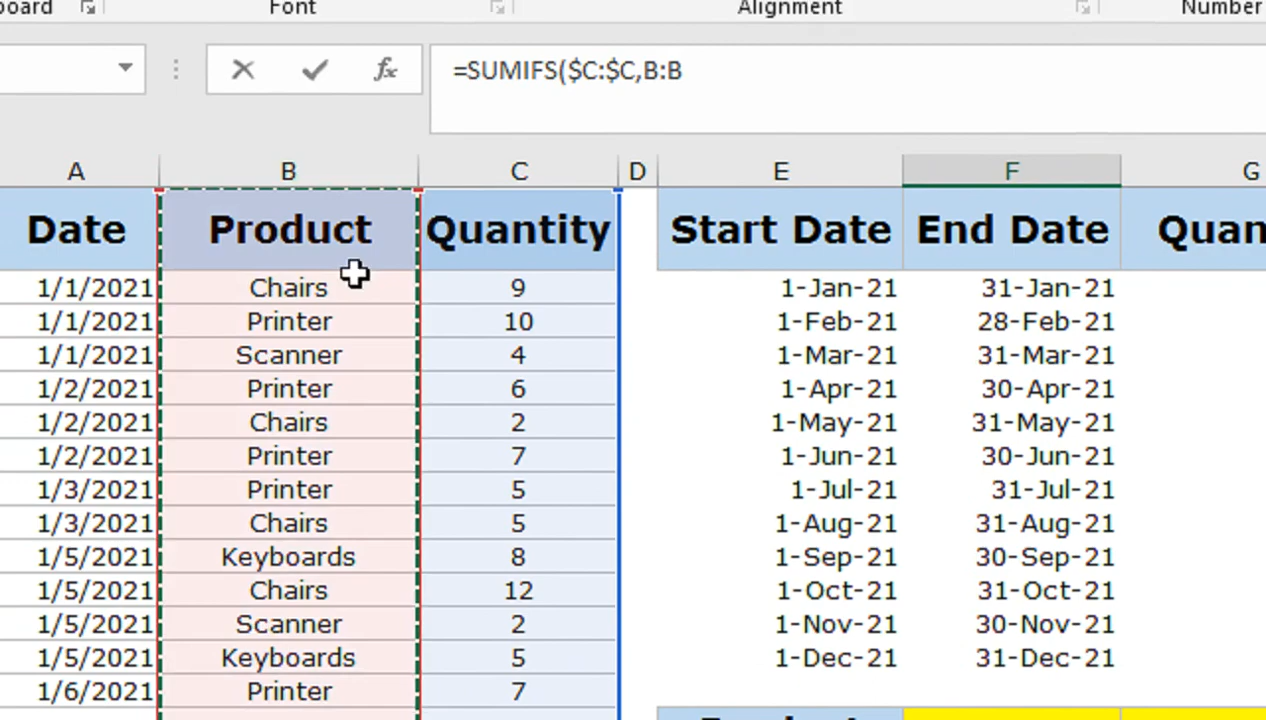 board Font Alignment Number
fx =SUMIFS($C:$C,B:B
A B C D E F G
Date Product Quantity Start Date End Date Quan
1/1/2021 Chairs 9 1-Jan-21 31-Jan-21
1/1/2021 Printer 10 1-Feb-21 28-Feb-21
1/1/2021 Scanner 4 1-Mar-21 31-Mar-21
1/2/2021 Printer 6 1-Apr-21 30-Apr-21
1/2/2021 Chairs 2 1-May-21 31-May-21
1/2/2021 Printer 7 1-Jun-21 30-Jun-21
1/3/2021 Printer 5 1-Jul-21 31-Jul-21
1/3/2021 Chairs 5 1-Aug-21 31-Aug-21
1/5/2021 Keyboards 8 1-Sep-21 30-Sep-21
1/5/2021 Chairs 12 1-Oct-21 31-Oct-21
1/5/2021 Scanner 2 1-Nov-21 30-Nov-21
1/5/2021 Keyboards 5 1-Dec-21 31-Dec-21
1/6/2021 Printer 7